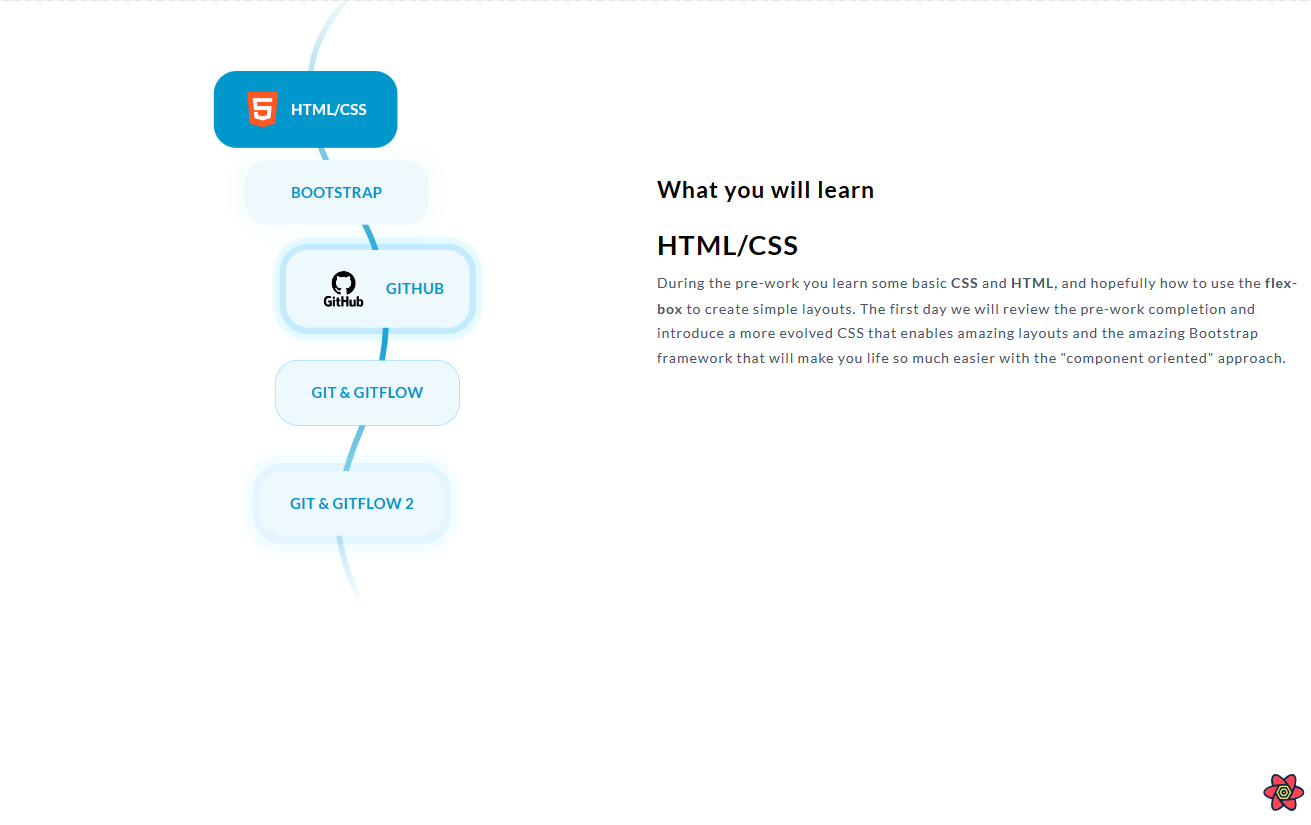 HTML/CSS
BOOTSTRAP
GitHub
GITHUB
GIT & GITFLOW
GIT & GITFLOW 2
What you will learn
HTML/CSS
During the pre-work you learn some basic CSS and HTML, and hopefully how to use the flex-
box to create simple layouts. The first day we will review the pre-work completion and
introduce a more evolved CSS that enables amazing layouts and the amazing Bootstrap
framework that will make you life so much easier with the "component oriented" approach.